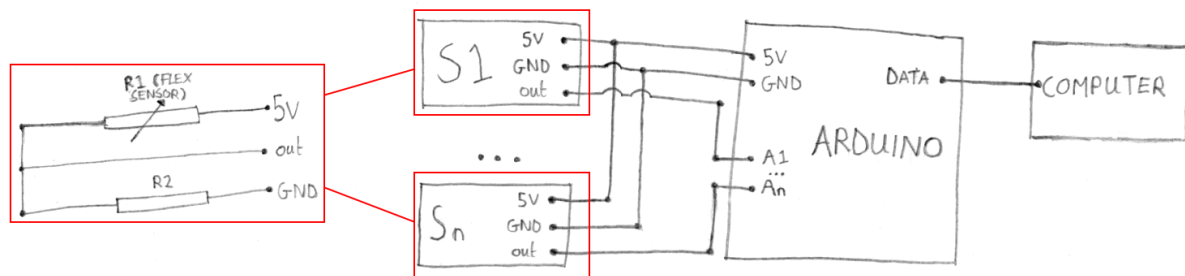 R1 (FLEX
SENSOR)
5V
out
R2
GND
S1
5V
GND
out
...
Sn
5V
GND
out
5V
GND
DATA
ARDUINO
A1
...
An
COMPUTER